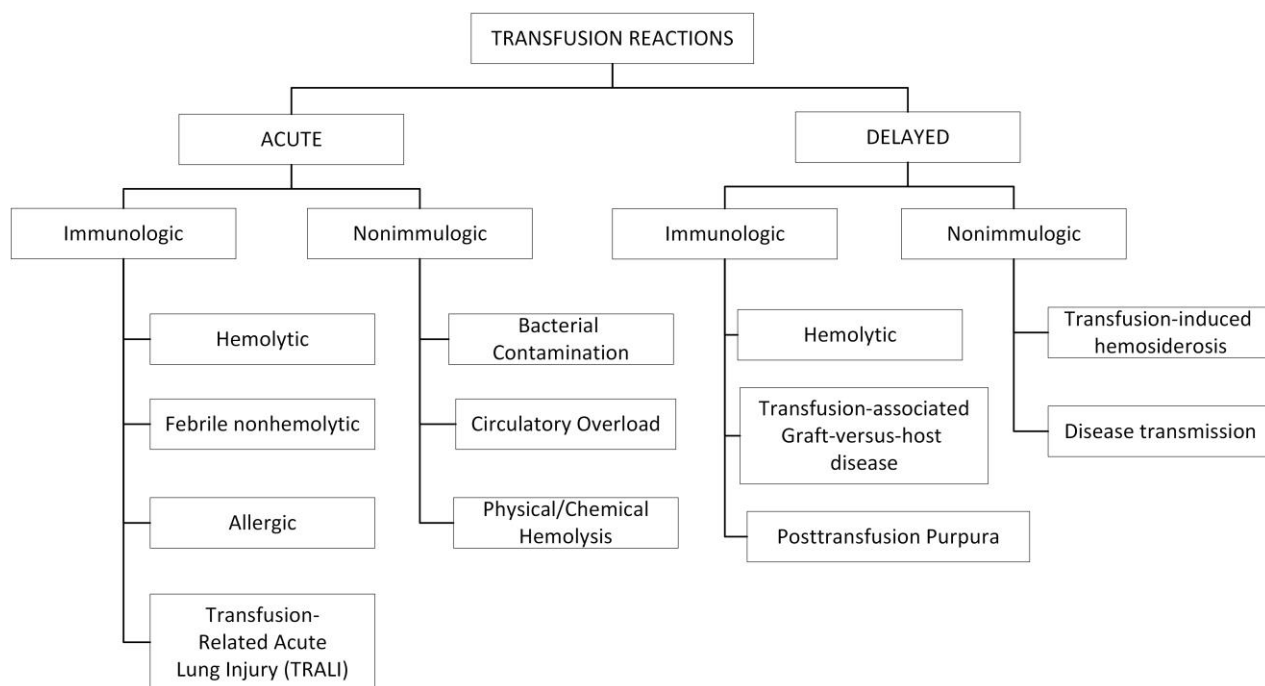 TRANSFUSION REACTIONS
ACUTE
DELAYED
Immunologic
Nonimmulogic
Immunologic
Nonimmulogic
Hemolytic
Febrile nonhemolytic
Allergic
Transfusion-
Related Acute
Lung Injury (TRALI)
Bacterial
Contamination
Circulatory Overload
Physical/Chemical
Hemolysis
Hemolytic
Transfusion-associated
Graft-versus-host
disease
Posttransfusion Purpura
Transfusion-induced
hemosiderosis
Disease transmission